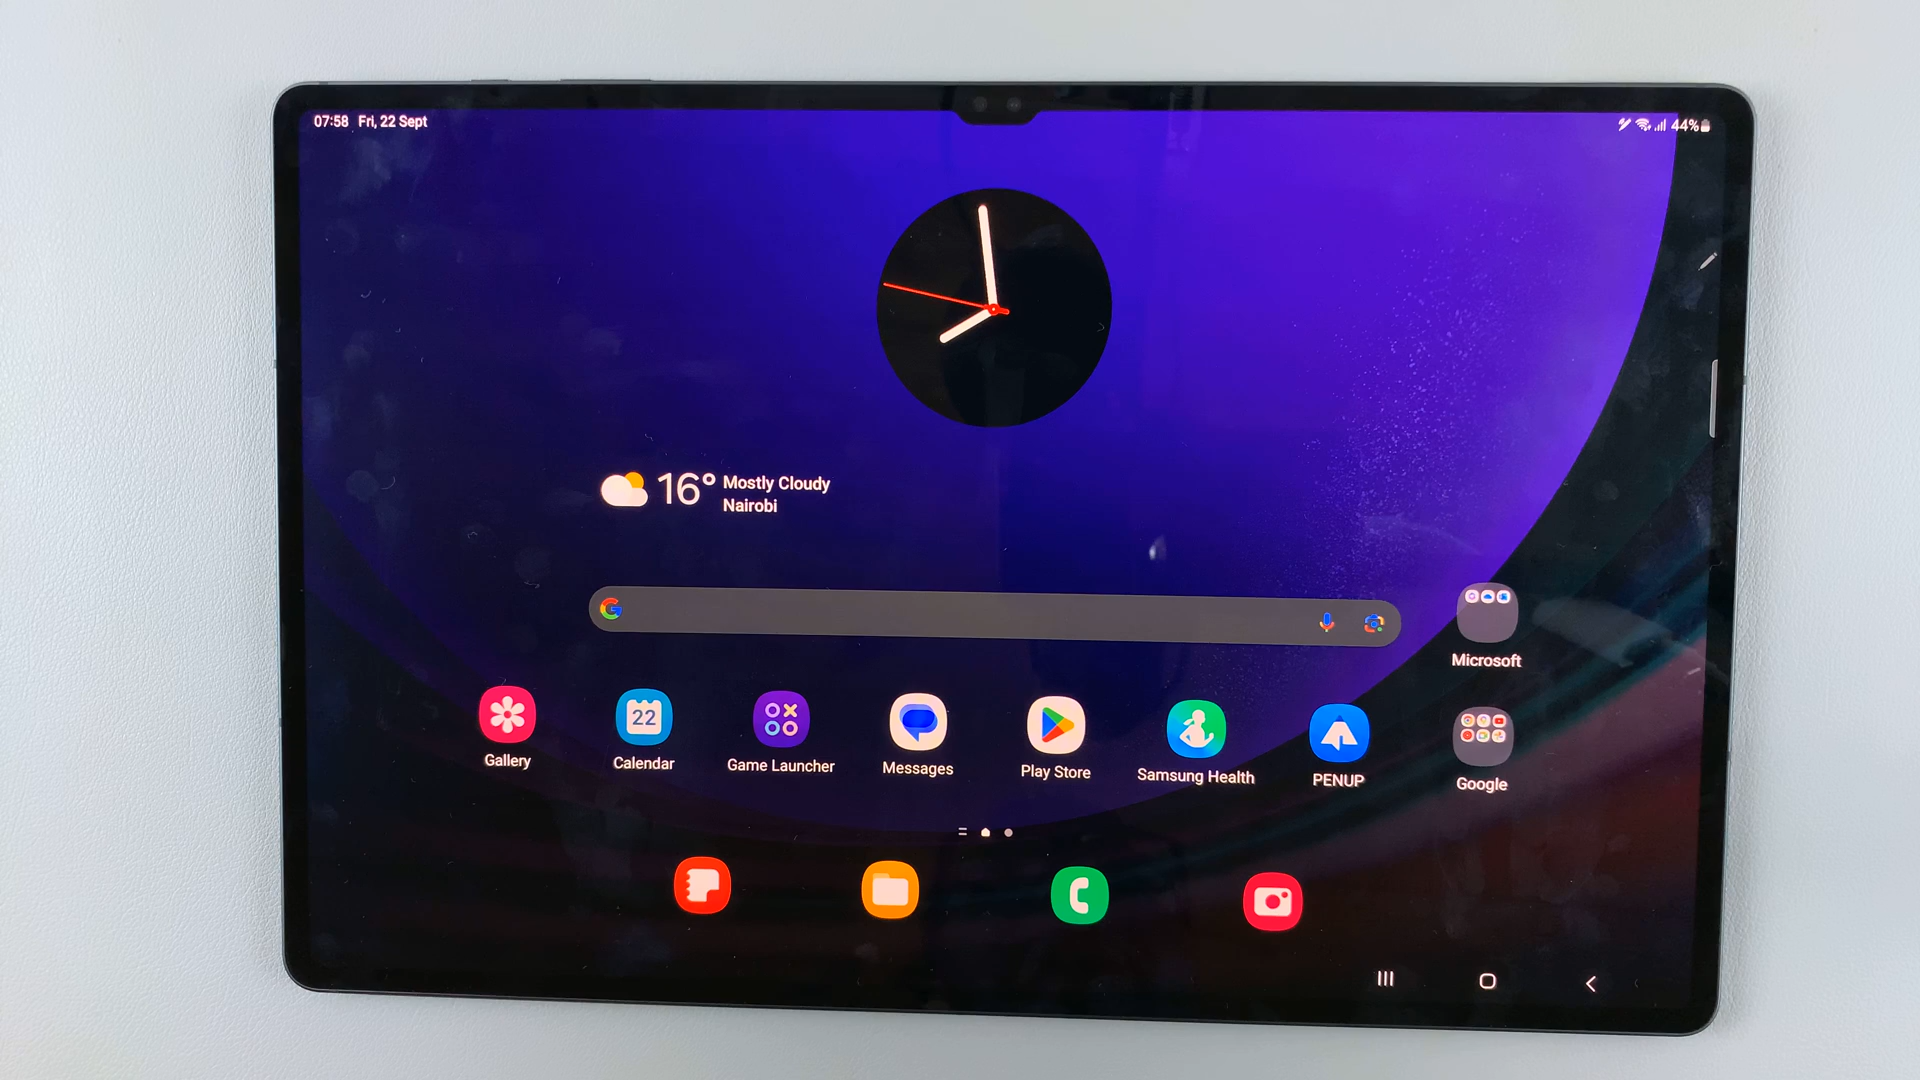 07:58 Fri, 22 Sept
44%
16° Mostly Cloudy
Nairobi
Microsoft
22
Gallery
Calendar
Game Launcher
Messages
Play Store
Samsung Health
PENUP
Google